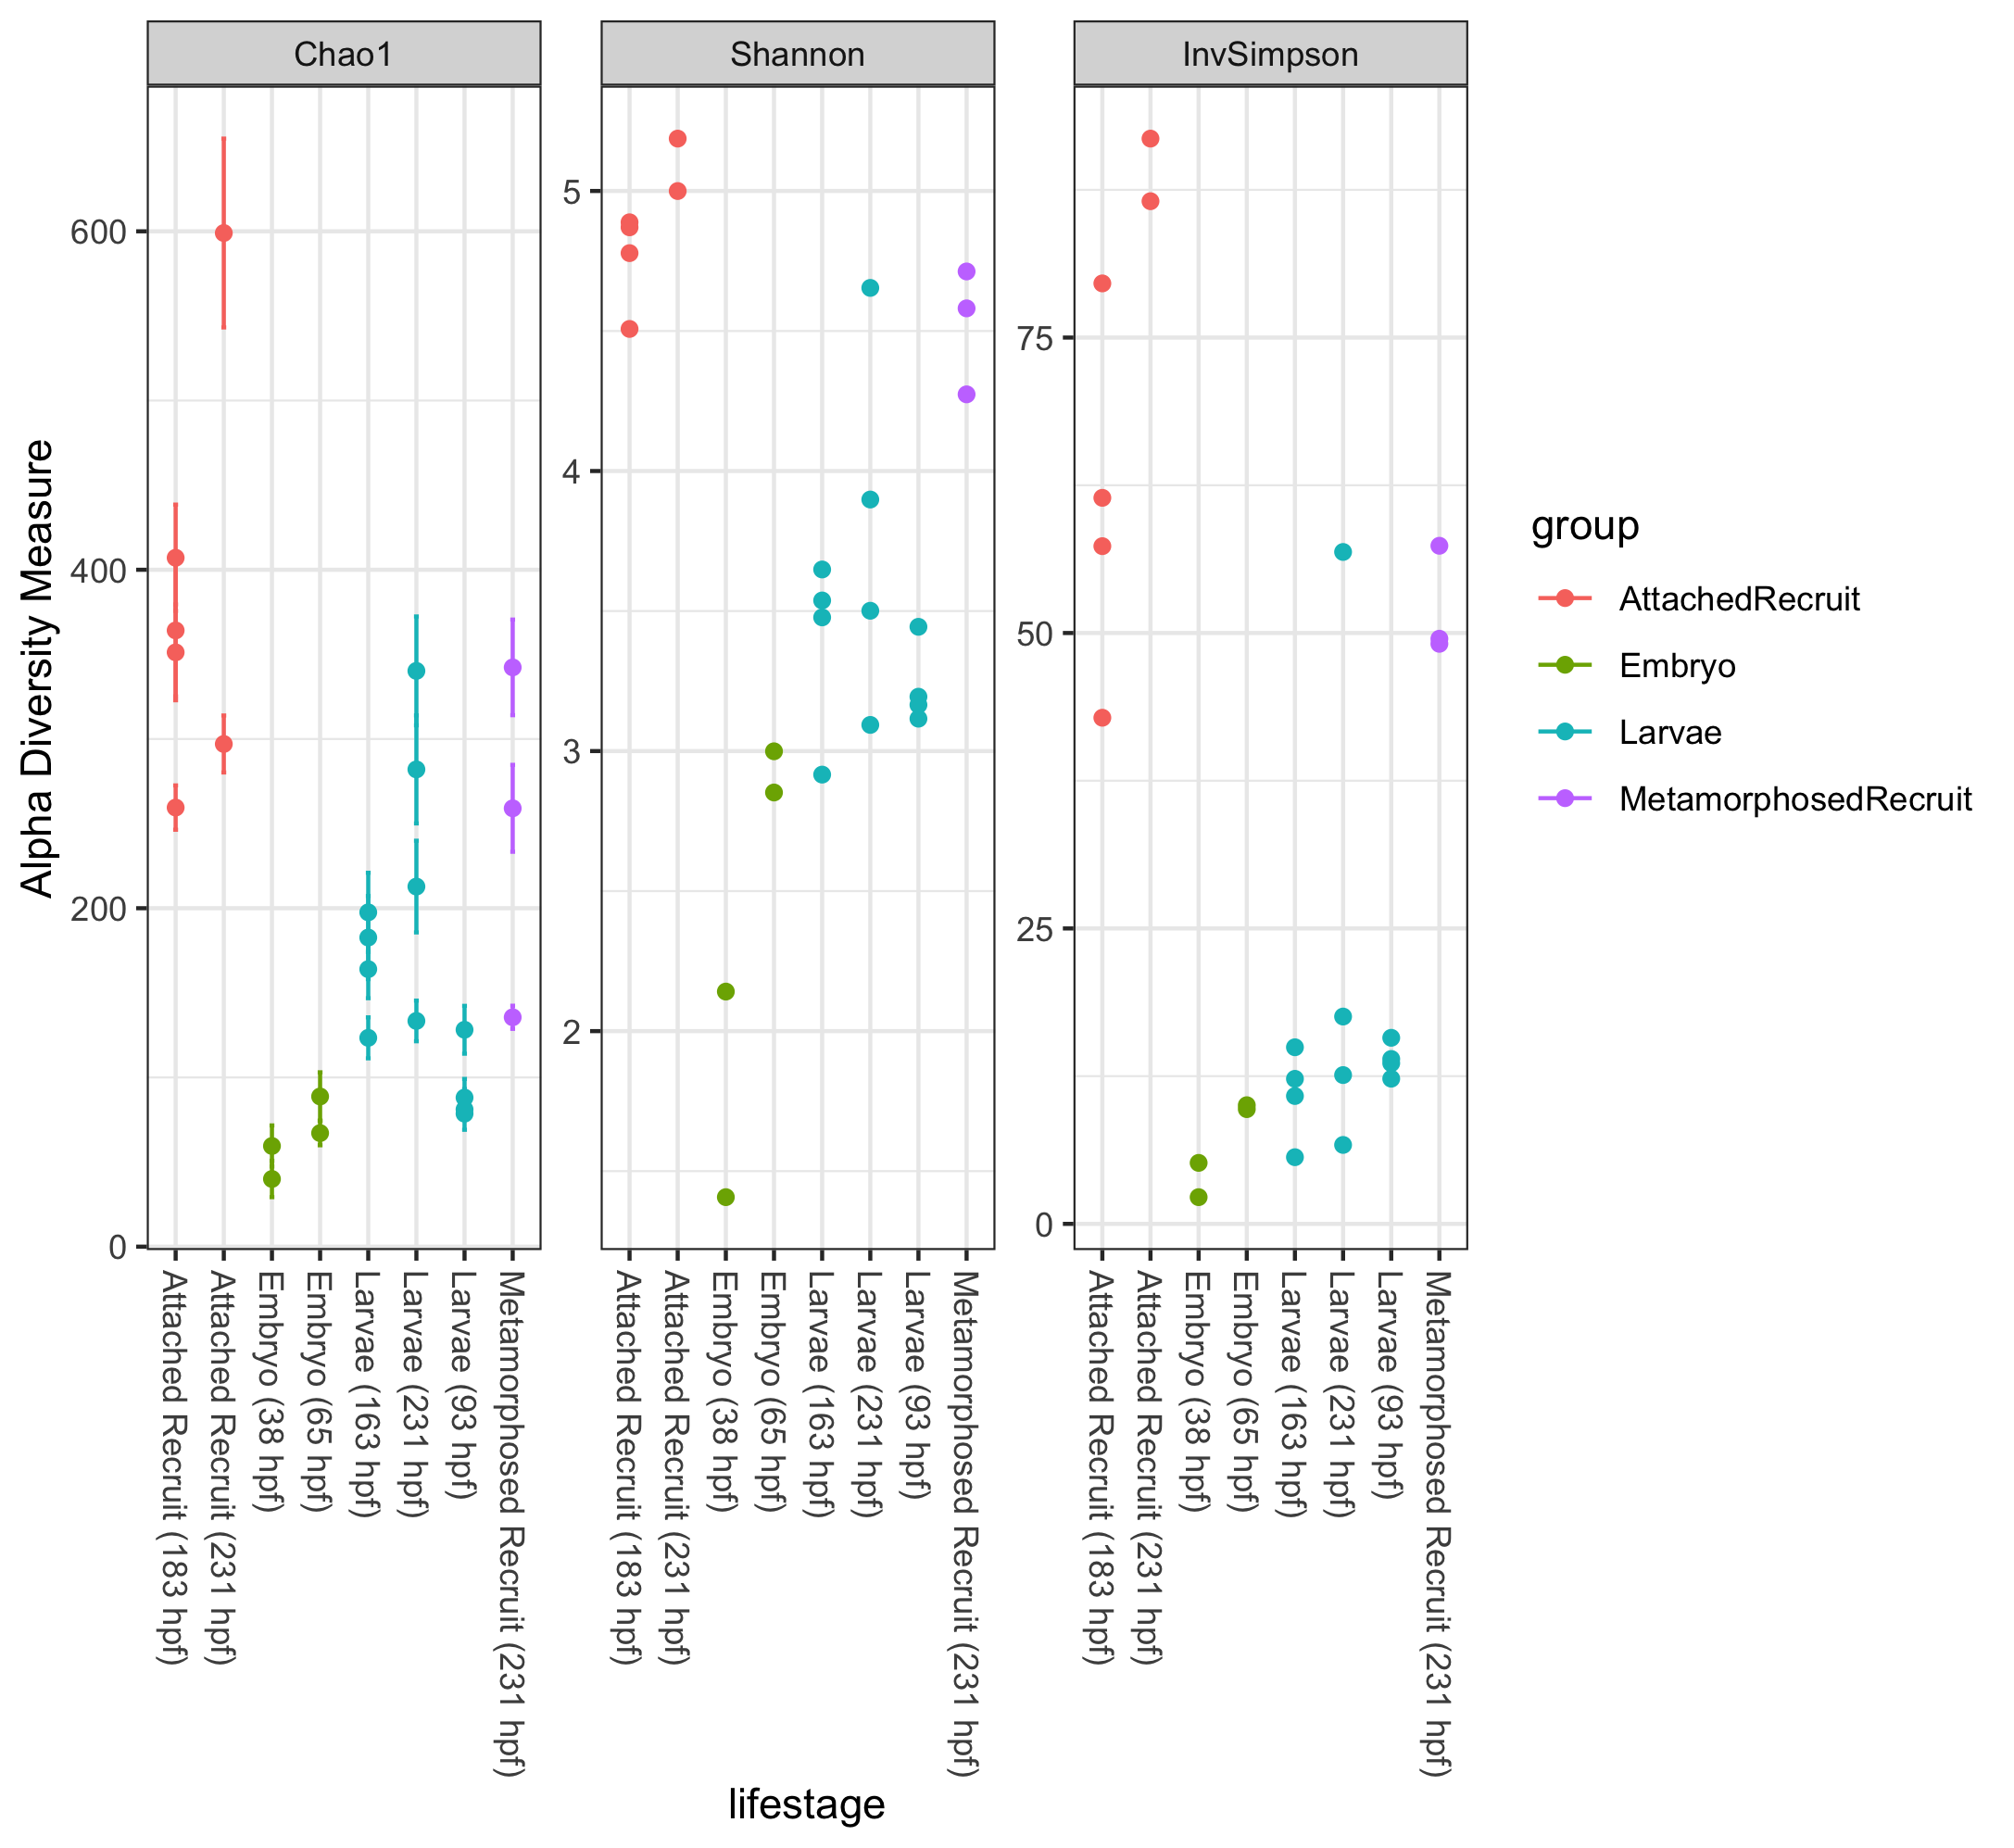 Chao1
Shannon
InvSimpson
Alpha Diversity Measure
600
400
200
0
5
4
3
2
75
50
25
0
Attached Recruit (183 hpf)
Attached Recruit (231 hpf)
Embryo (38 hpf)
Embryo (65 hpf)
Larvae (163 hpf)
Larvae (231 hpf)
Larvae (93 hpf)
Metamorphosed Recruit (231 hpf)
Attached Recruit (183 hpf)
Attached Recruit (231 hpf)
Embryo (38 hpf)
Embryo (65 hpf)
Larvae (163 hpf)
Larvae (231 hpf)
Larvae (93 hpf)
Metamorphosed Recruit (231 hpf)
Attached Recruit (183 hpf)
Attached Recruit (231 hpf)
Embryo (38 hpf)
Embryo (65 hpf)
Larvae (163 hpf)
Larvae (231 hpf)
Larvae (93 hpf)
Metamorphosed Recruit (231 hpf)
lifestage
group
AttachedRecruit
Embryo
Larvae
MetamorphosedRecruit